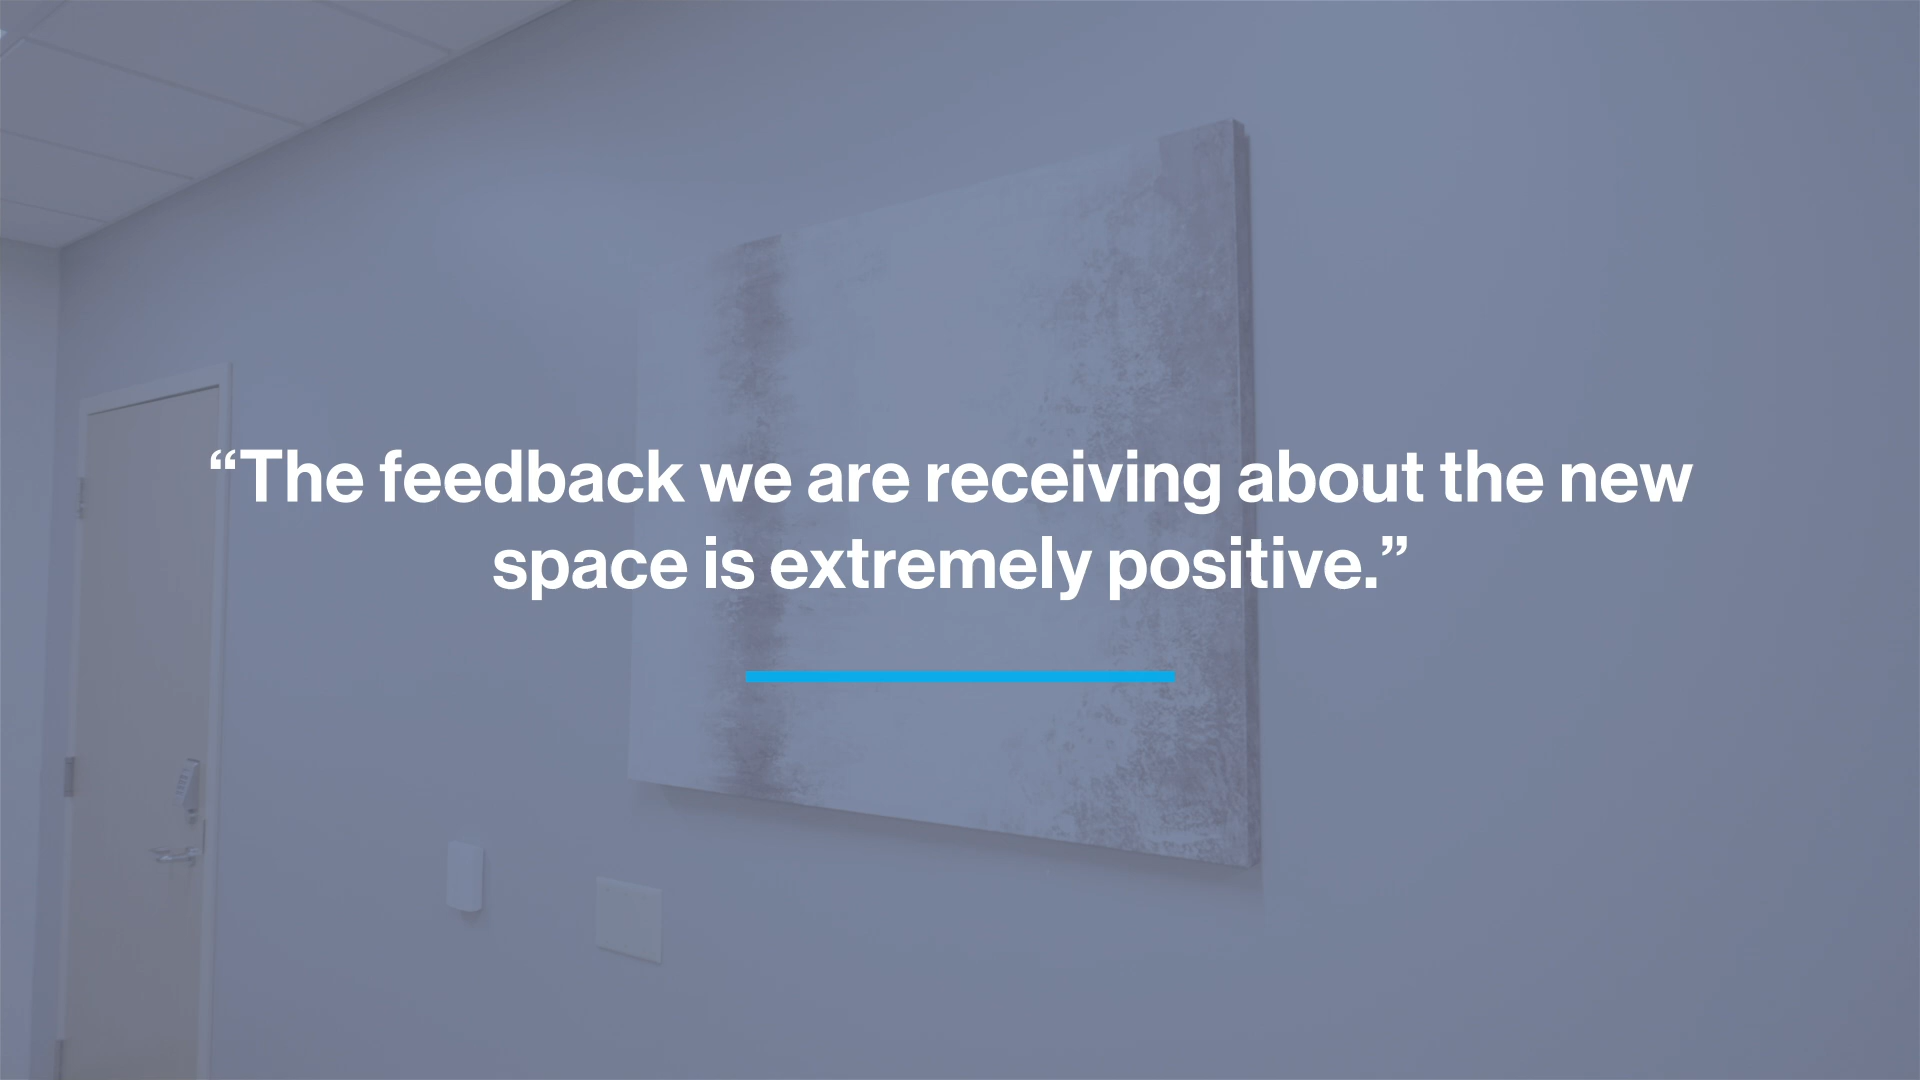 “The feedback we are receiving about the new
space is extremely positive.”